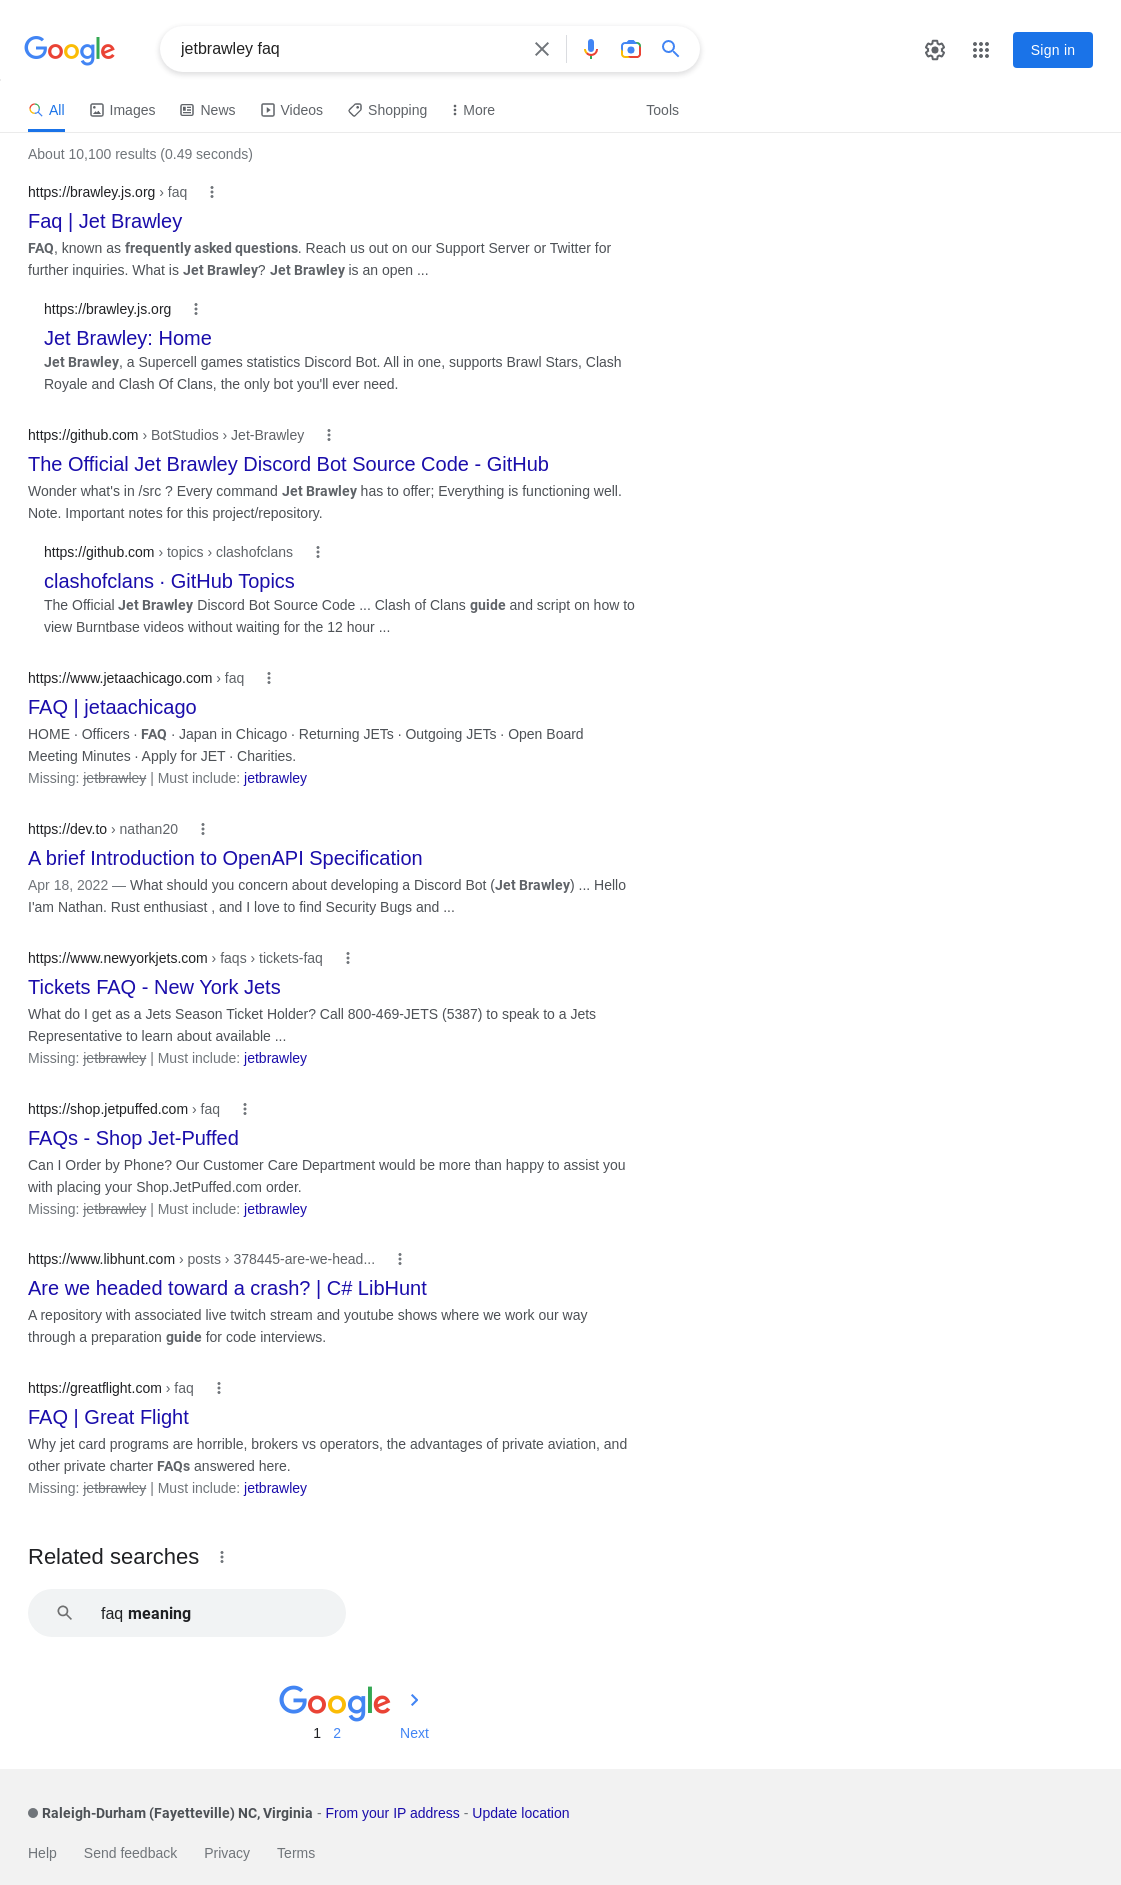 Google
jetbrawley faq
Sign in
All Images News Videos Shopping More Tools
About 10,100 results (0.49 seconds)
https://brawley.js.org › faq
Faq | Jet Brawley
FAQ, known as frequently asked questions. Reach us out on our Support Server or Twitter for
further inquiries. What is Jet Brawley? Jet Brawley is an open ...
https://brawley.js.org
Jet Brawley: Home
Jet Brawley, a Supercell games statistics Discord Bot. All in one, supports Brawl Stars, Clash
Royale and Clash Of Clans, the only bot you'll ever need.
https://github.com › BotStudios › Jet-Brawley
The Official Jet Brawley Discord Bot Source Code - GitHub
Wonder what's in /src ? Every command Jet Brawley has to offer; Everything is functioning well.
Note. Important notes for this project/repository.
https://github.com › topics › clashofclans
clashofclans · GitHub Topics
The Official Jet Brawley Discord Bot Source Code ... Clash of Clans guide and script on how to
view Burntbase videos without waiting for the 12 hour ...
https://www.jetaachicago.com › faq
FAQ | jetaachicago
HOME · Officers · FAQ · Japan in Chicago · Returning JETs · Outgoing JETs · Open Board
Meeting Minutes · Apply for JET · Charities.
Missing: jetbrawley | Must include: jetbrawley
https://dev.to › nathan20
A brief Introduction to OpenAPI Specification
Apr 18, 2022 — What should you concern about developing a Discord Bot (Jet Brawley) ... Hello
I'am Nathan. Rust enthusiast , and I love to find Security Bugs and ...
https://www.newyorkjets.com › faqs › tickets-faq
Tickets FAQ - New York Jets
What do I get as a Jets Season Ticket Holder? Call 800-469-JETS (5387) to speak to a Jets
Representative to learn about available ...
Missing: jetbrawley | Must include: jetbrawley
https://shop.jetpuffed.com › faq
FAQs - Shop Jet-Puffed
Can I Order by Phone? Our Customer Care Department would be more than happy to assist you
with placing your Shop.JetPuffed.com order.
Missing: jetbrawley | Must include: jetbrawley
https://www.libhunt.com › posts › 378445-are-we-head...
Are we headed toward a crash? | C# LibHunt
A repository with associated live twitch stream and youtube shows where we work our way
through a preparation guide for code interviews.
https://greatflight.com › faq
FAQ | Great Flight
Why jet card programs are horrible, brokers vs operators, the advantages of private aviation, and
other private charter FAQs answered here.
Missing: jetbrawley | Must include: jetbrawley
Related searches
faq meaning
Google
1 2 Next
Raleigh-Durham (Fayetteville) NC, Virginia - From your IP address - Update location
Help Send feedback Privacy Terms